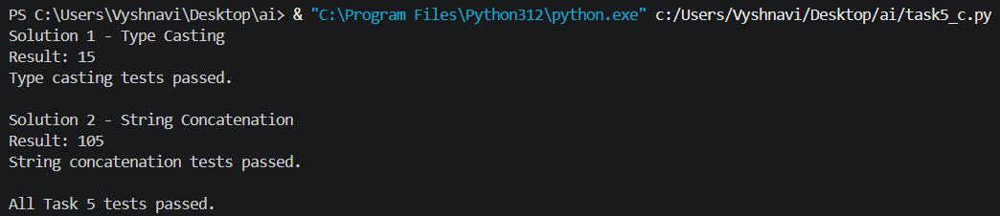 PS C:\Users\Vyshnavi\Desktop\ai> & "C:\Program Files\Python312\python.exe" c:/Users/Vyshnavi/Desktop/ai/task5_c.py
Solution 1 - Type Casting
Result: 15
Type casting tests passed.
Solution 2 - String Concatenation
Result: 105
String concatenation tests passed.
All Task 5 tests passed.